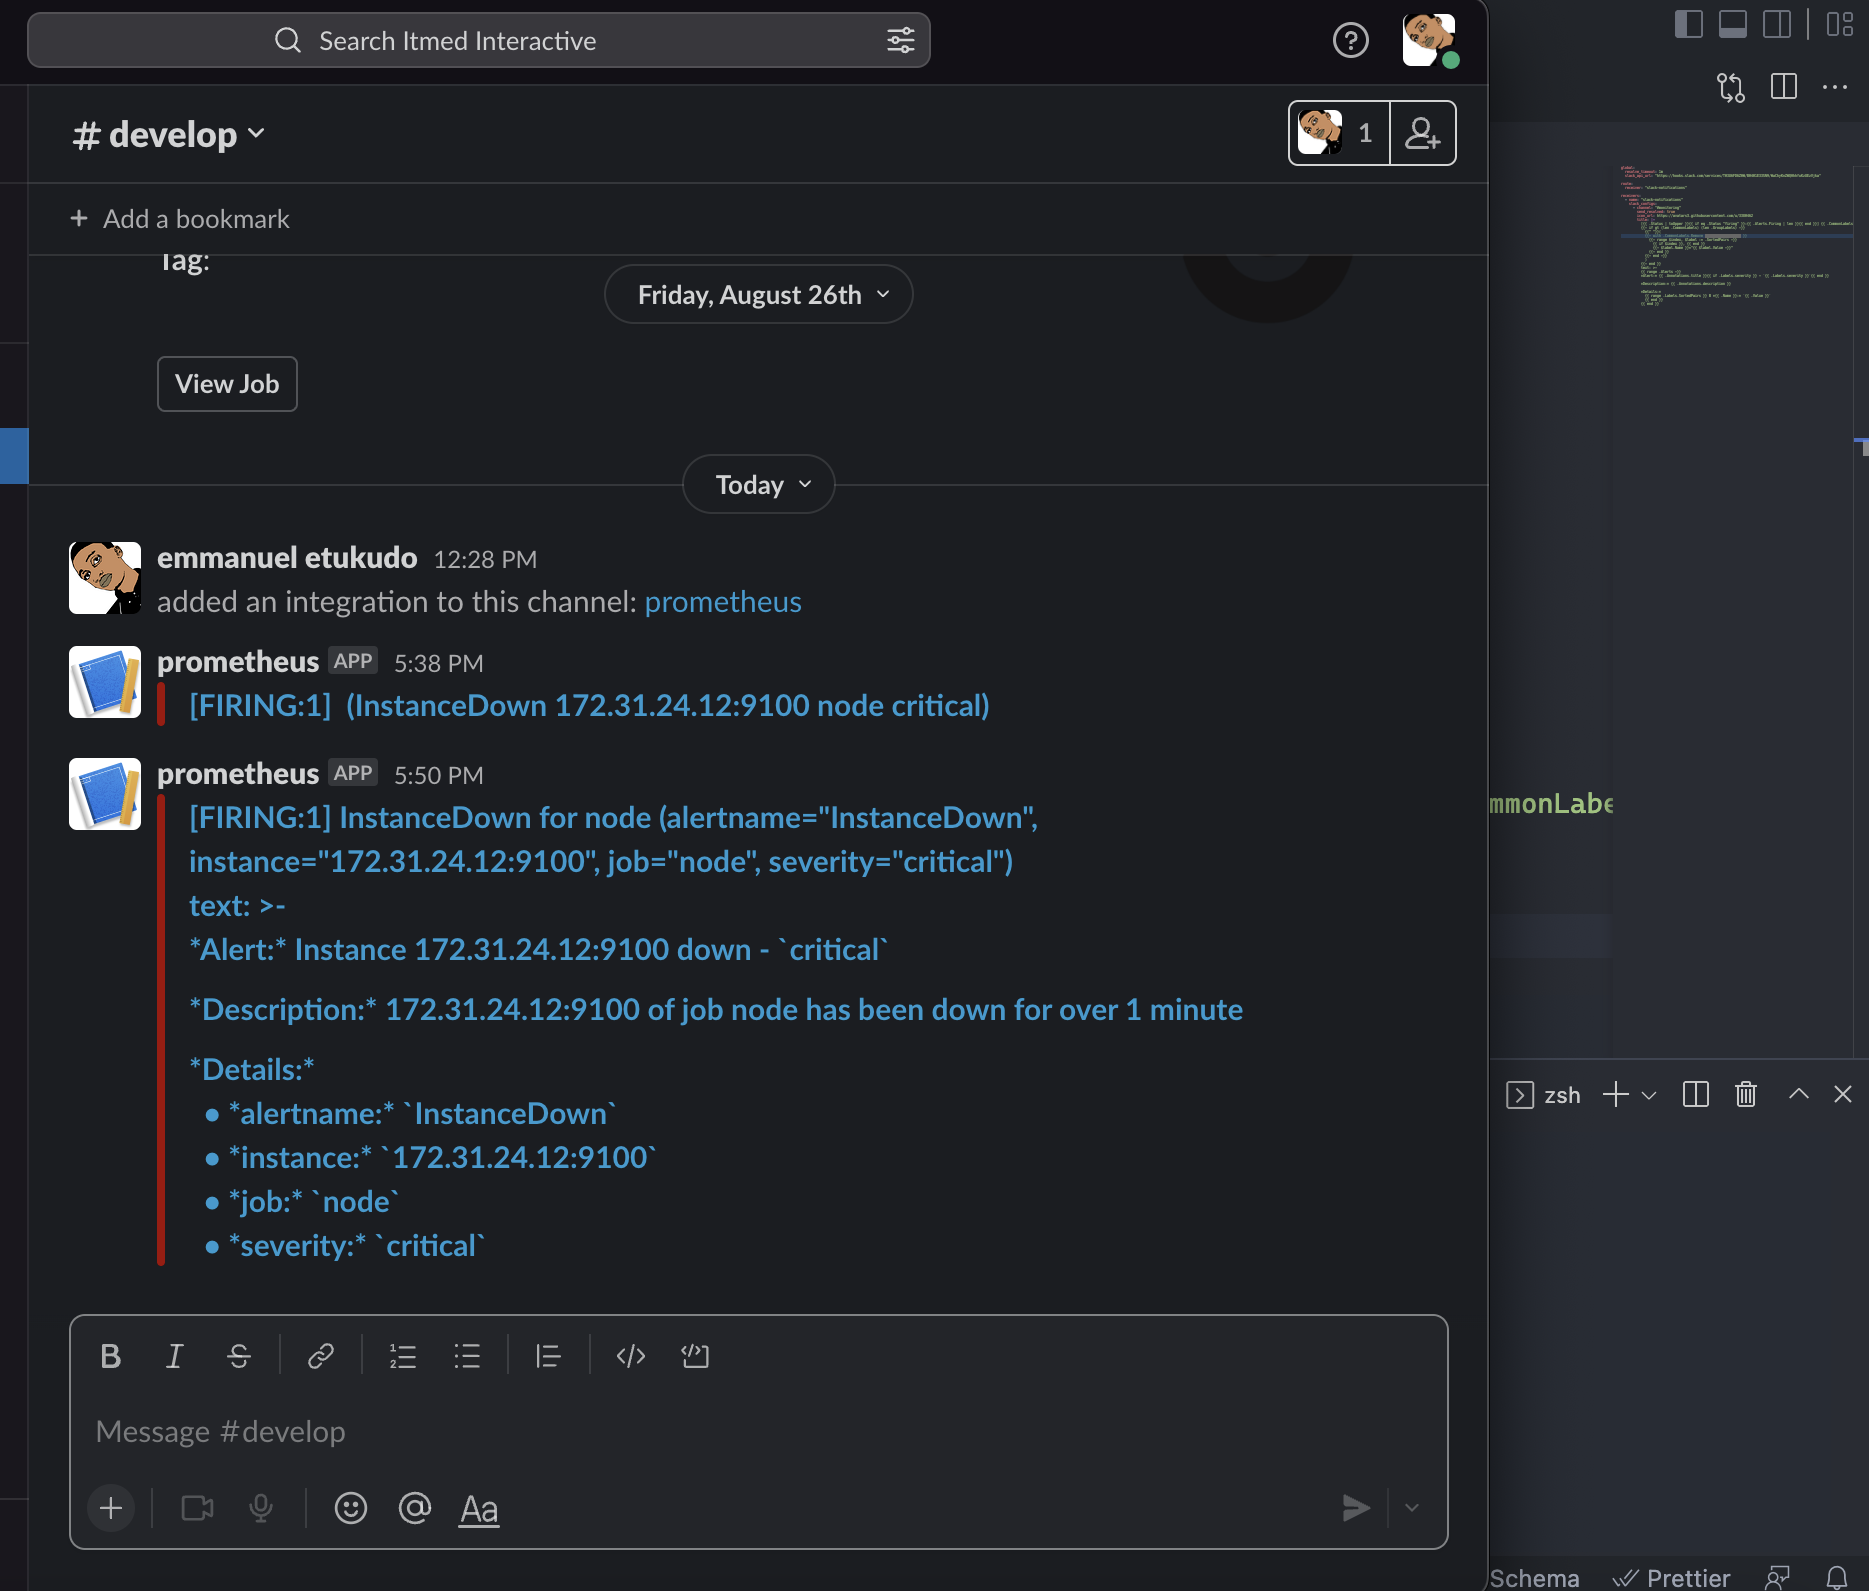 Search Itmed Interactive
# develop
1
+ Add a bookmark
Tag:
Friday, August 26th
View Job
Today
emmanuel etukudo 12:28 PM
added an integration to this channel: prometheus
prometheus APP 5:38 PM
[FIRING:1] (InstanceDown 172.31.24.12:9100 node critical)
prometheus APP 5:50 PM
[FIRING:1] InstanceDown for node (alertname="InstanceDown",
instance="172.31.24.12:9100", job="node", severity="critical")
text: >-
*Alert:* Instance 172.31.24.12:9100 down - `critical`
*Description:* 172.31.24.12:9100 of job node has been down for over 1 minute
*Details:*
• *alertname:* `InstanceDown`
• *instance:* `172.31.24.12:9100`
• *job:* `node`
• *severity:* `critical`
Message #develop
Aa
mmonLabe
zsh
Schema
Prettier